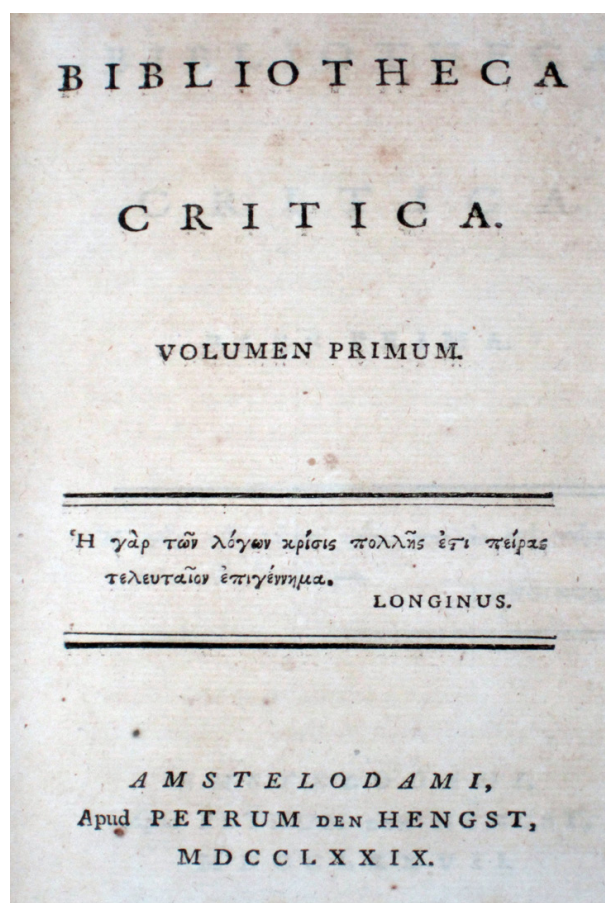 BIBLIOTHECA
CRITICA.
VOLUMEN PRIMUM.
Ἡ γὰρ τῶν λόγων κρίσις πολλῆς ἐςι πείρας
τελευταῖον ἐπιγέννημα.
LONGINUS.
AMSTELODAMI,
Apud PETRUM DEN HENGST,
MDCCLXXIX.